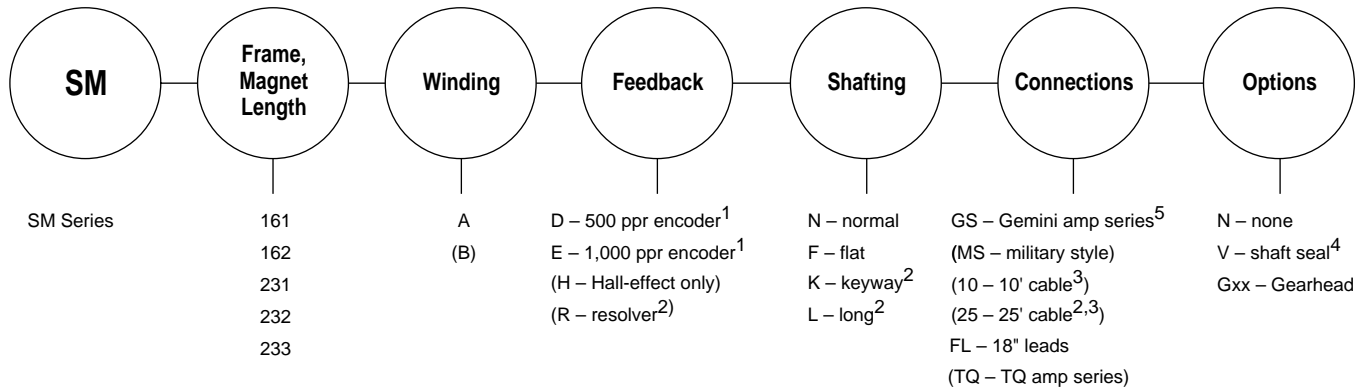 SM
Frame,
Magnet
Length
Winding
Feedback
Shafting
Connections
Options
SM Series
161
162
231
232
233
A
(B)
D – 500 ppr encoder1
E – 1,000 ppr encoder1
(H – Hall-effect only)
(R – resolver2)
N – normal
F – flat
K – keyway2
L – long2
GS – Gemini amp series5
(MS – military style)
(10 – 10' cable3)
(25 – 25' cable2,3)
FL – 18" leads
(TQ – TQ amp series)
N – none
V – shaft seal4
Gxx – Gearhead